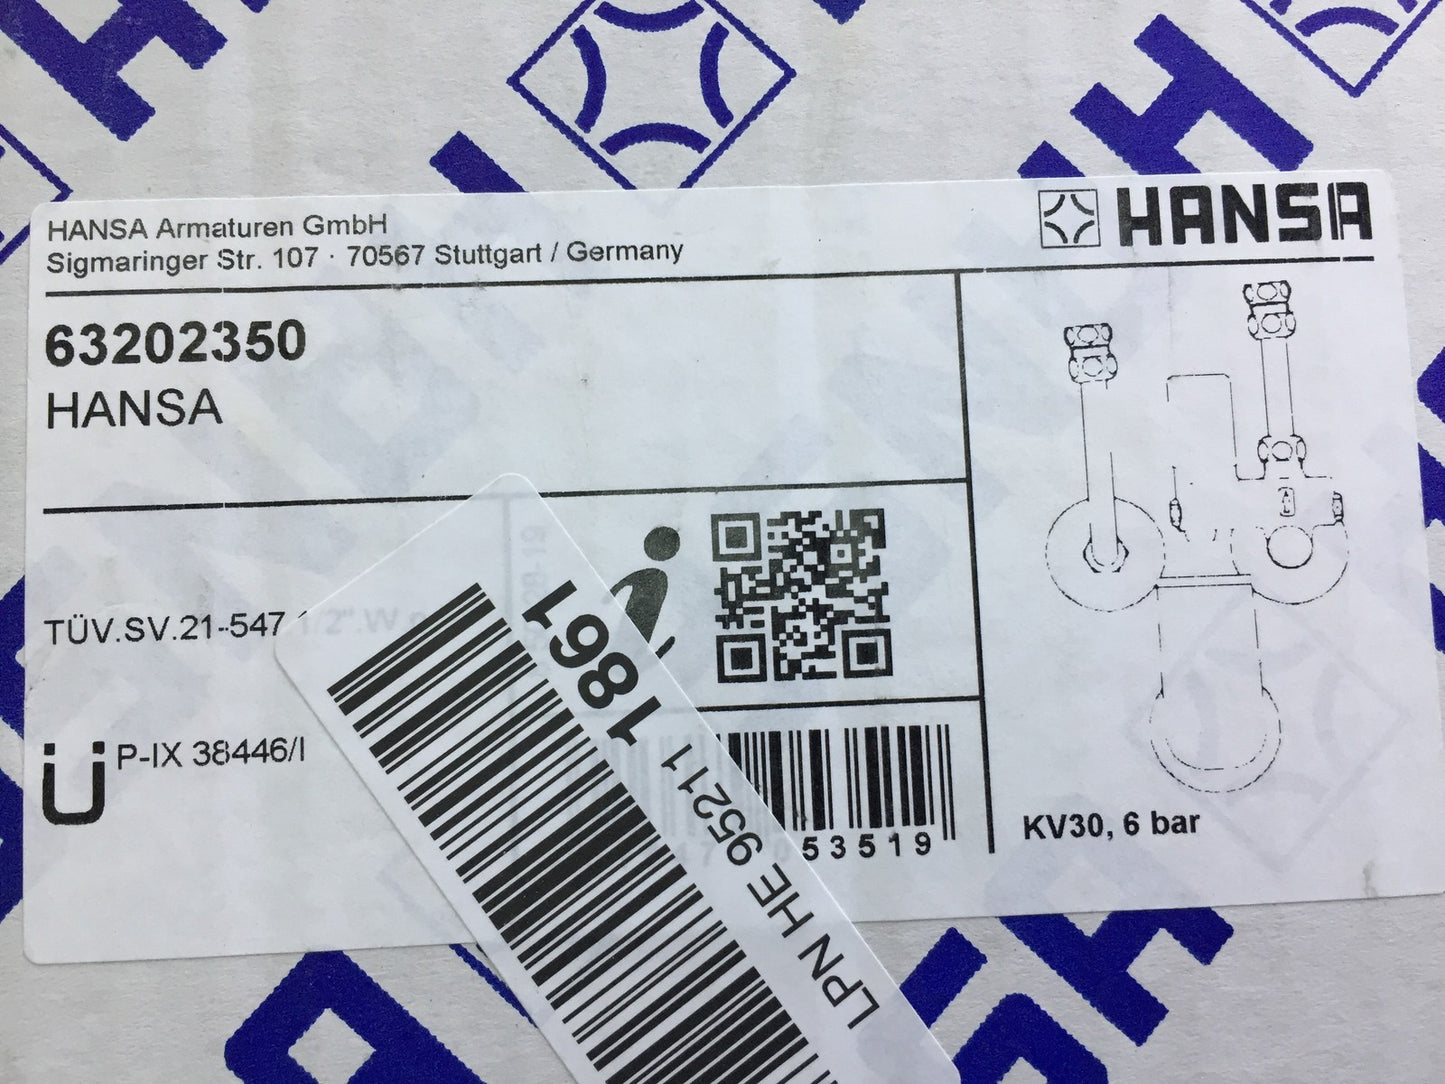 HANSA Armaturen GmbH
Sigmaringer Str. 107 · 70567 Stuttgart / Germany
HANSA
63202350
HANSA
TÜV.SV.21-547
P-IX 38446/I
053519
KV30, 6 bar
LPN HE 95211 1861